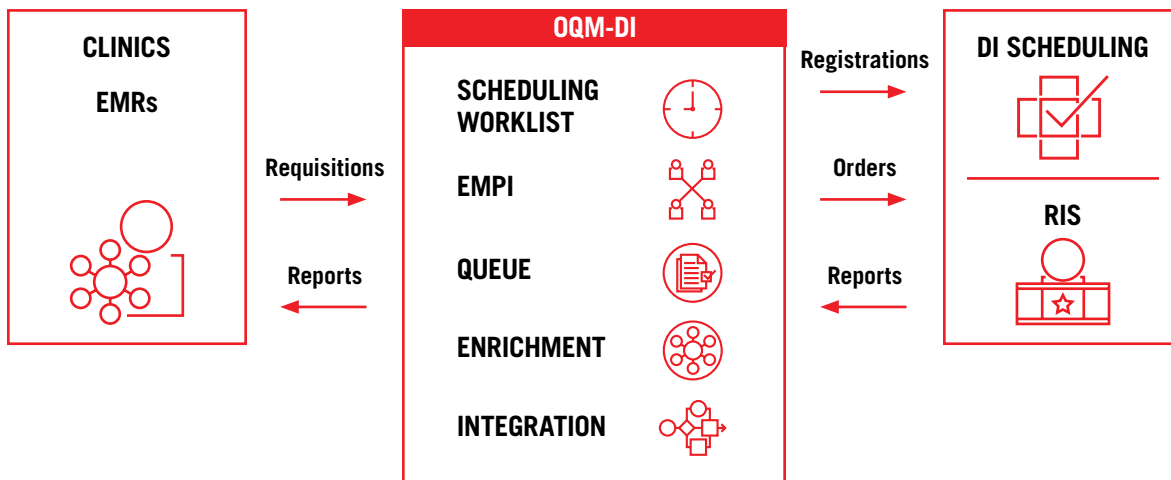 CLINICS
EMRs
Requisitions
Reports
OQM-DI
SCHEDULING
WORKLIST
EMPI
QUEUE
ENRICHMENT
INTEGRATION
Registrations
Orders
Reports
DI SCHEDULING
RIS